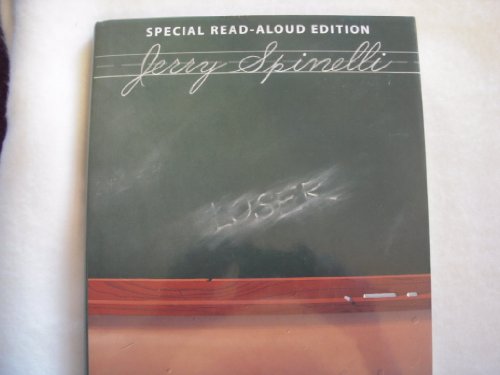 SPECIAL READ-ALOUD EDITION
Jerry Spinelli
LOSER